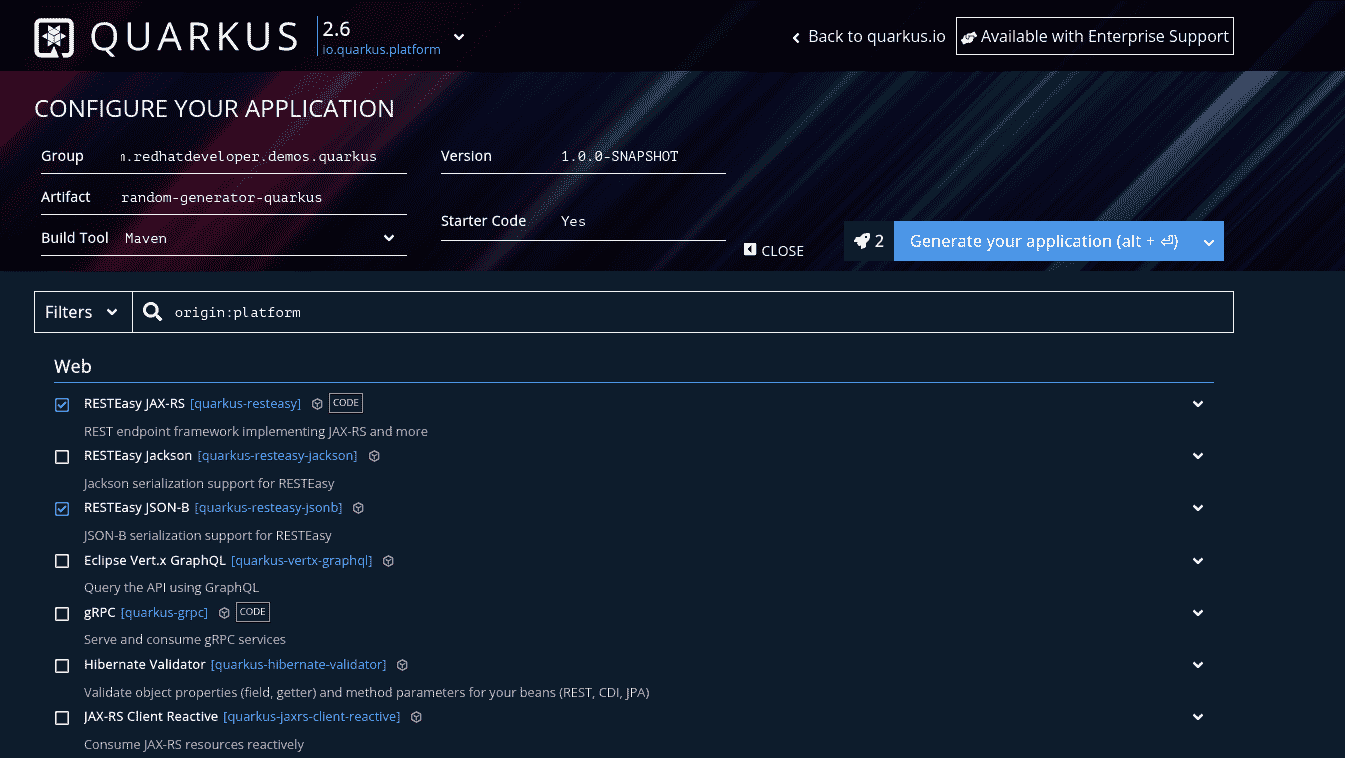 QUARKUS
2.6
io.quarkus.platform
Back to quarkus.io
Available with Enterprise Support
CONFIGURE YOUR APPLICATION
Group .redhatdeveloper.demos.quarkus
Version 1.0.0-SNAPSHOT
Artifact random-generator-quarkus
Starter Code Yes
Build Tool Maven
CLOSE
2
Generate your application (alt + ⏎)
Filters
origin:platform
Web
RESTEasy JAX-RS [quarkus-resteasy] CODE
REST endpoint framework implementing JAX-RS and more
RESTEasy Jackson [quarkus-resteasy-jackson]
Jackson serialization support for RESTEasy
RESTEasy JSON-B [quarkus-resteasy-jsonb]
JSON-B serialization support for RESTEasy
Eclipse Vert.x GraphQL [quarkus-vertx-graphql]
Query the API using GraphQL
gRPC [quarkus-grpc] CODE
Serve and consume gRPC services
Hibernate Validator [quarkus-hibernate-validator]
Validate object properties (field, getter) and method parameters for your beans (REST, CDI, JPA)
JAX-RS Client Reactive [quarkus-jaxrs-client-reactive]
Consume JAX-RS resources reactively